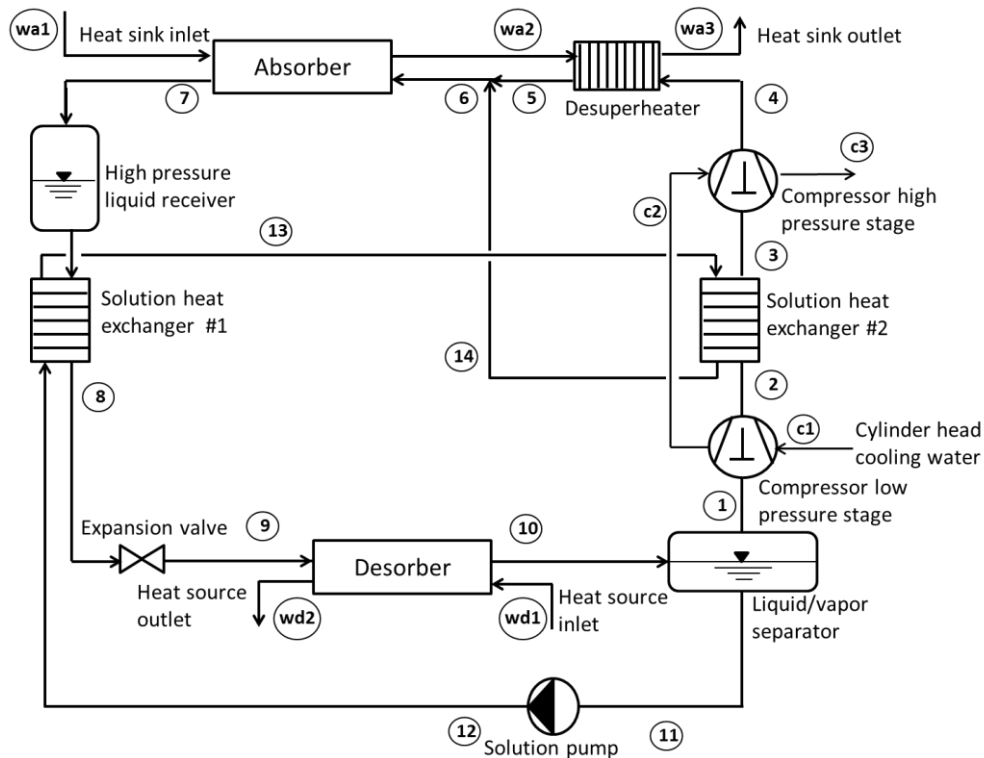 wa1
Heat sink inlet
wa2
wa3
Heat sink outlet
Absorber
7
6
5
Desuperheater
4
High pressure
liquid receiver
c3
Compressor high
pressure stage
c2
13
3
Solution heat
exchanger #1
Solution heat
exchanger #2
14
8
2
c1
Cylinder head
cooling water
1
Compressor low
pressure stage
Expansion valve
9
10
Desorber
Heat source
outlet
wd2
wd1
Heat source
inlet
Liquid/vapor
separator
12
Solution pump
11